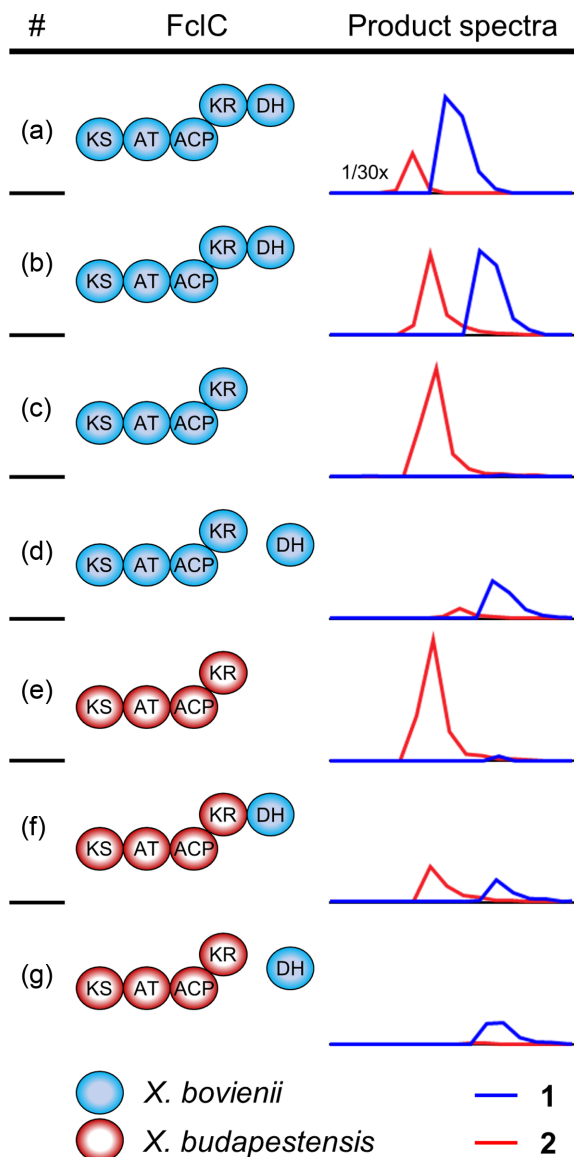 # FclC Product spectra
(a) KS AT ACP KR DH 1/30x
(b) KS AT ACP KR DH
(c) KS AT ACP KR
(d) KS AT ACP KR DH
(e) KS AT ACP KR
(f) KS AT ACP KR DH
(g) KS AT ACP KR DH
X. bovienii 1
X. budapestensis 2